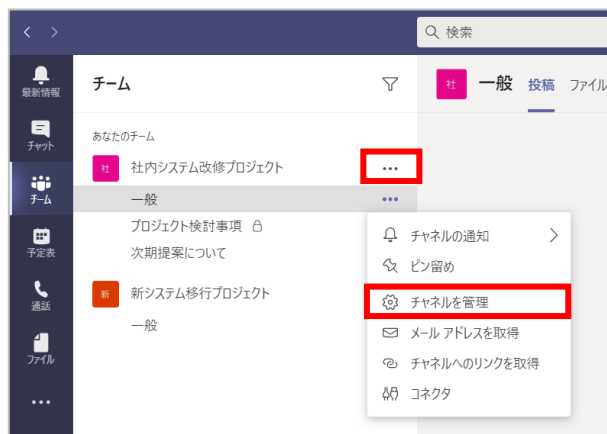 検索
最新情報
チャット
チーム
予定表
通話
ファイル
チーム
あなたのチーム
社 社内システム改修プロジェクト
一般
プロジェクト検討事項
次期提案について
新 新システム移行プロジェクト
一般
社 一般 投稿 ファイル
チャネルの通知
ピン留め
チャネルを管理
メール アドレスを取得
チャネルへのリンクを取得
コネクタ